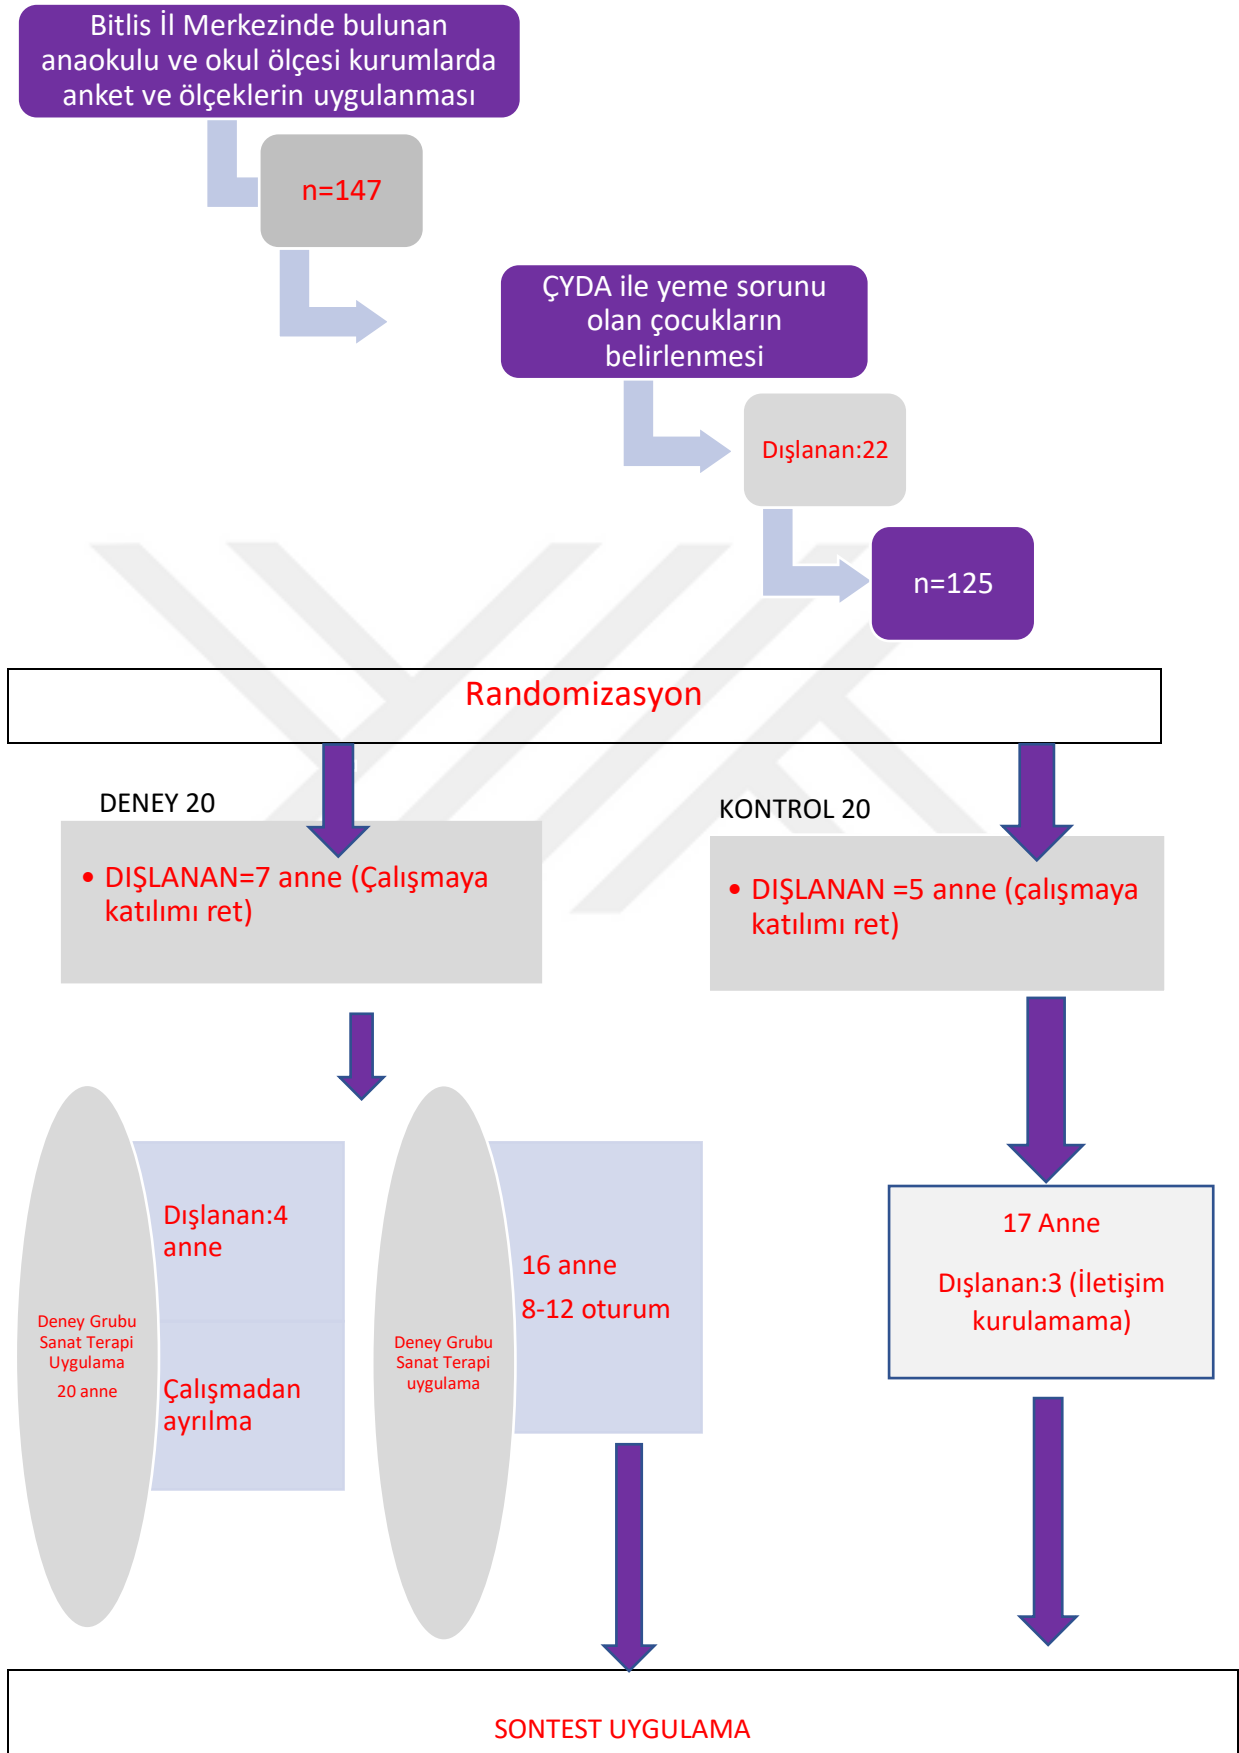 Bitlis İl Merkezinde bulunan
anaokulu ve okul ölçesi kurumlarda
anket ve ölçeklerin uygulanması
n=147
ÇYDA ile yeme sorunu
olan çocukların
belirlenmesi
Dışlanan:22
n=125
Randomizasyon
DENEY 20
• DIŞLANAN=7 anne (Çalışmaya
katılımı ret)
KONTROL 20
• DIŞLANAN =5 anne (çalışmaya
katılımı ret)
Deney Grubu
Sanat Terapi
Uygulama
20 anne
Dışlanan:4
anne
Çalışmadan
ayrılma
Deney Grubu
Sanat Terapi
uygulama
16 anne
8-12 oturum
17 Anne
Dışlanan:3 (İletişim
kurulamama)
SONTEST UYGULAMA